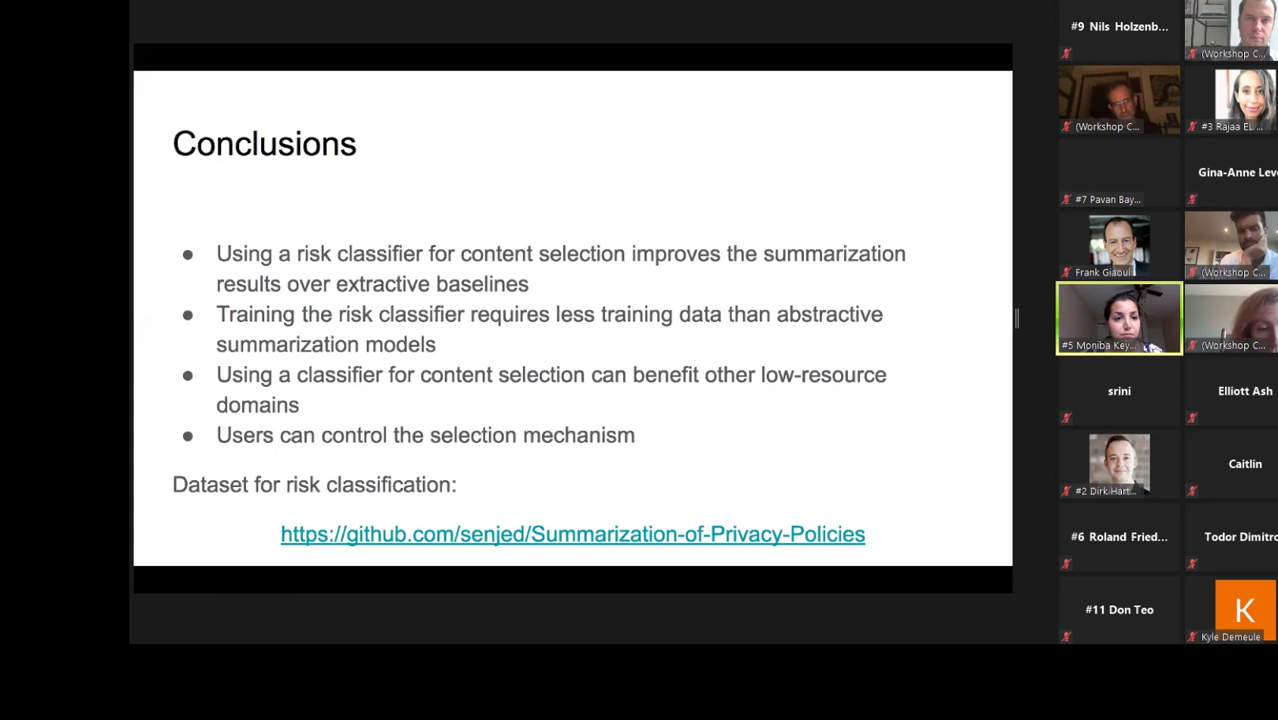 Conclusions
● Using a risk classifier for content selection improves the summarization
results over extractive baselines
● Training the risk classifier requires less training data than abstractive
summarization models
● Using a classifier for content selection can benefit other low-resource
domains
● Users can control the selection mechanism
Dataset for risk classification:
https://github.com/senjed/Summarization-of-Privacy-Policies
#9 Nils Holzenb...
(Workshop C...
(Workshop C...
#3 Rajaa EL ...
#7 Pavan Bay...
Gina-Anne Lev
Frank Giaoui
(Workshop C...
#5 Moniba Key...
(Workshop C...
srini
Elliott Ash
#2 Dirk Hart...
Caitlin
#6 Roland Fried...
Todor Dimitro
#11 Don Teo
K
Kyle Demeule